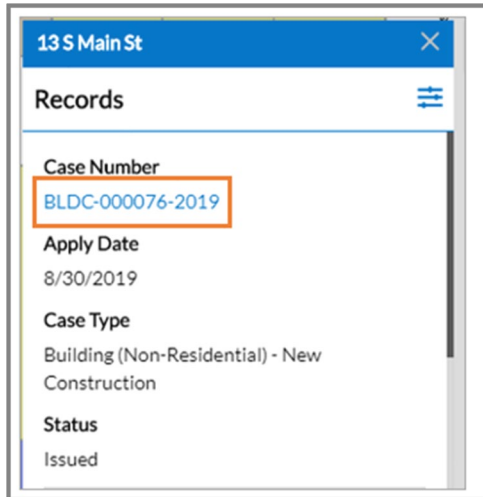 13 S Main St
Records
Case Number
BLDC-000076-2019
Apply Date
8/30/2019
Case Type
Building (Non-Residential) - New
Construction
Status
Issued